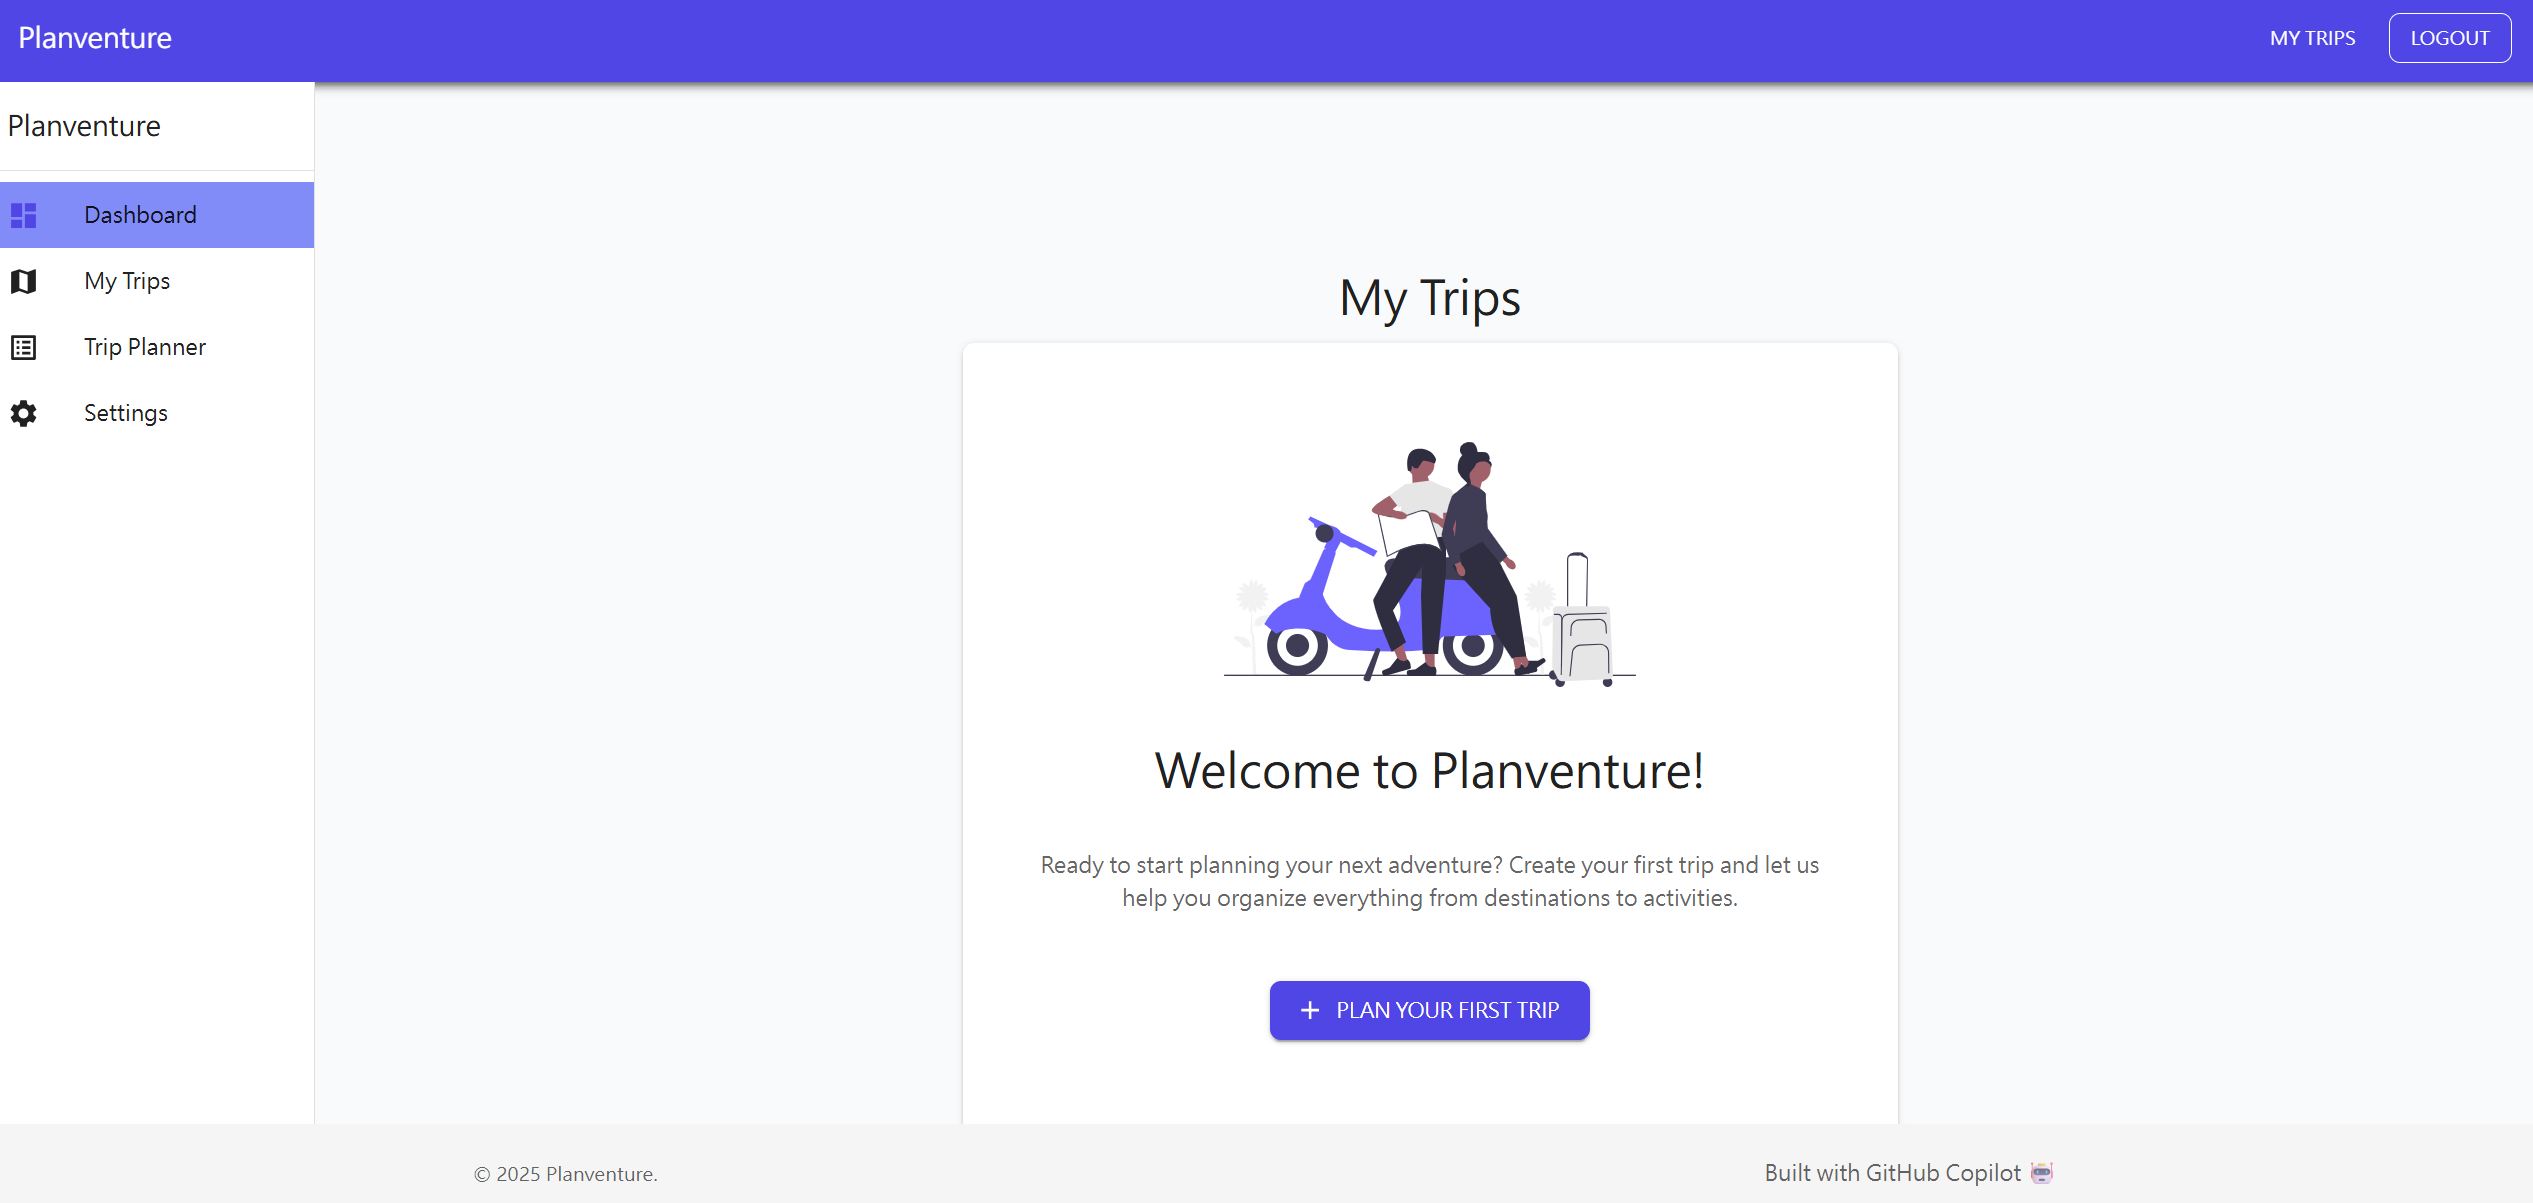 Planventure
MY TRIPS
LOGOUT
Planventure
Dashboard
My Trips
Trip Planner
Settings
My Trips
Welcome to Planventure!
Ready to start planning your next adventure? Create your first trip and let us
help you organize everything from destinations to activities.
PLAN YOUR FIRST TRIP
© 2025 Planventure.
Built with GitHub Copilot